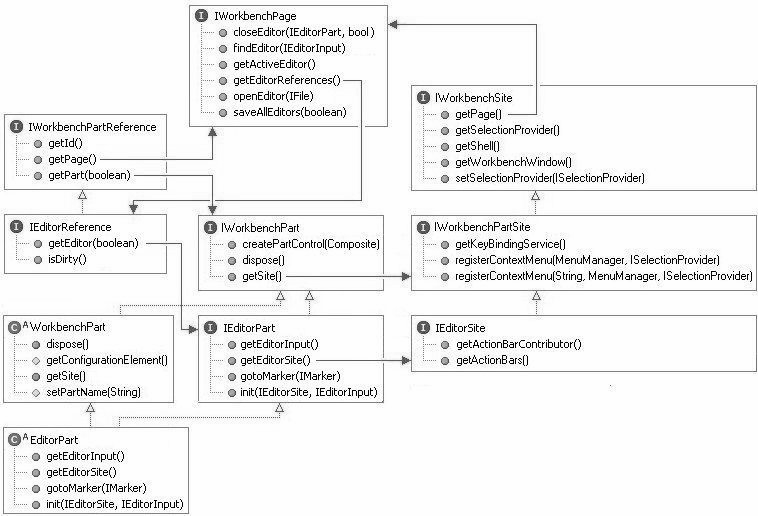 I IWorkbenchPage
closeEditor(IEditorPart, bool)
findEditor(IEditorInput)
getActiveEditor()
getEditorReferences()
openEditor(IFile)
saveAllEditors(boolean)
I IWorkbenchSite
getPage()
getSelectionProvider()
getShell()
getWorkbenchWindow()
setSelectionProvider(ISelectionProvider)
I IWorkbenchPartReference
getId()
getPage()
getPart(boolean)
I IEditorReference
getEditor(boolean)
isDirty()
I IWorkbenchPart
createPartControl(Composite)
dispose()
getSite()
I IWorkbenchPartSite
getKeyBindingService()
registerContextMenu(MenuManager, ISelectionProvider)
registerContextMenu(String, MenuManager, ISelectionProvider)
C A WorkbenchPart
dispose()
getConfigurationElement()
getSite()
setPartName(String)
I IEditorPart
getEditorInput()
getEditorSite()
gotoMarker(IMarker)
init(IEditorSite, IEditorInput)
I IEditorSite
getActionBarContributor()
getActionBars()
C A EditorPart
getEditorInput()
getEditorSite()
gotoMarker(IMarker)
init(IEditorSite, IEditorInput)